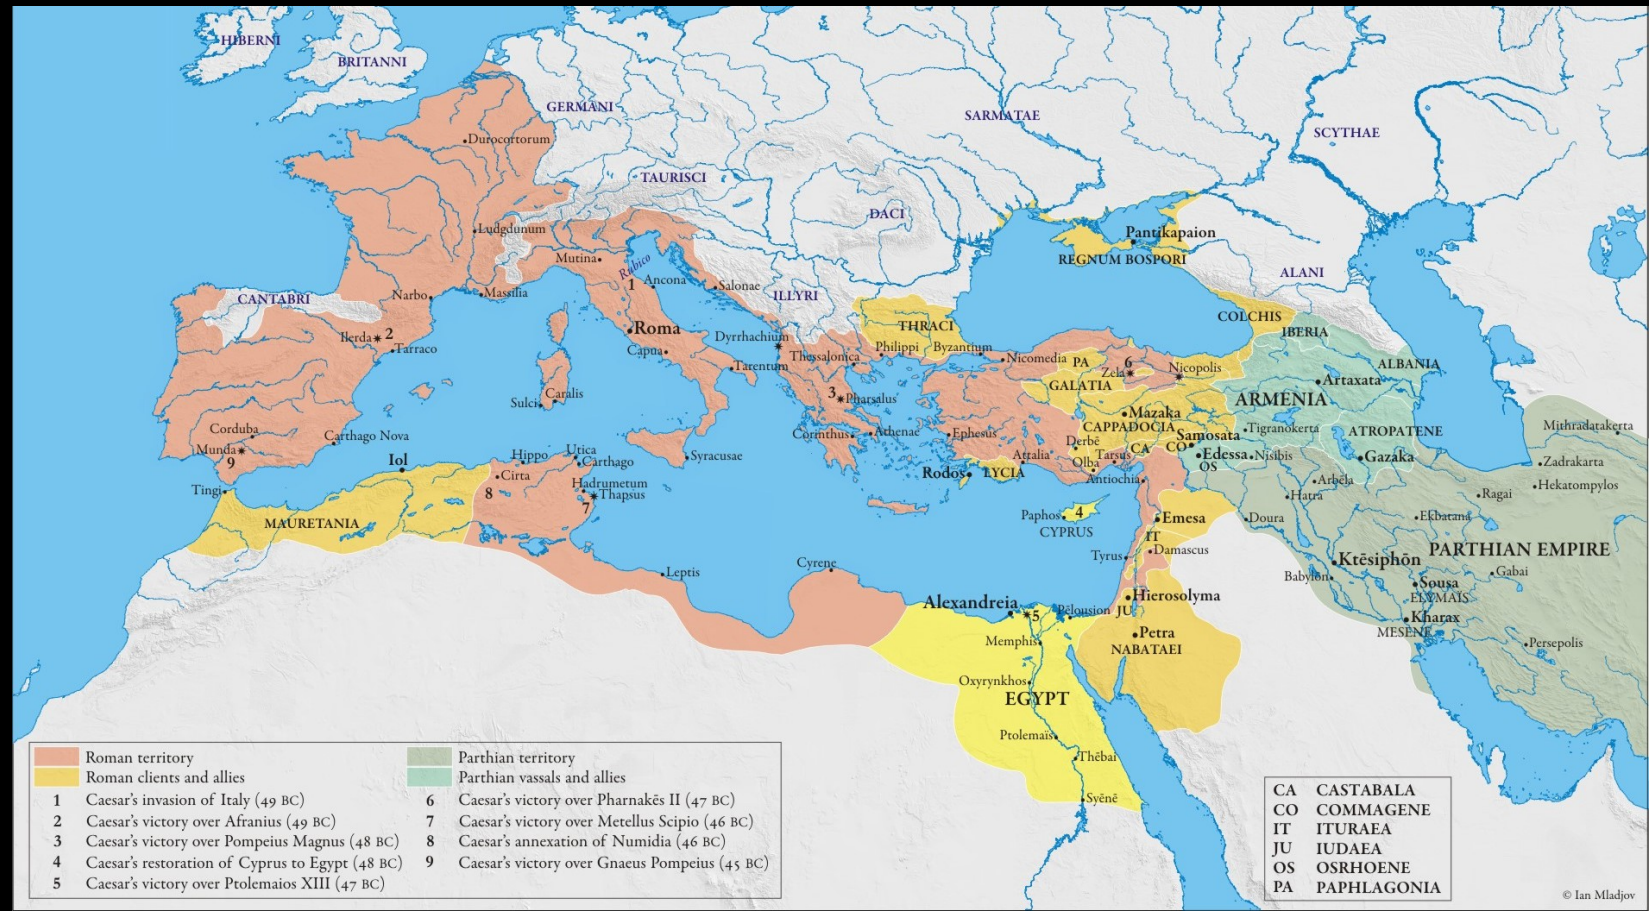 HIBERNI
BRITANNI
GERMANI
SARMATAE
SCYTHAE
Durocortorum
TAURISCI
DACI
Ludgdunum
Pantikapaion
REGNUM BOSPORI
Mutina
Rubico
Ancona
1
Salonae
ILLYRI
ALANI
CANTABRI
Narbo
Massilia
COLCHIS
IBERIA
Ilerda 2
Tarraco
Roma
Capua
Dyrrhachium
THRACI
Thessalonica
Philippi
Byzantium
Nicomedia
PA
6
Zela
Nicopolis
ALBANIA
Tarentum
GALATIA
Artaxata
ARMENIA
Sulci
Caralis
3
Pharsalus
Mazaka
CAPPADOCIA
Mithradatakerta
Corduba
Munda
9
Carthago Nova
Corinthus
Athenae
Ephesus
Derbē
CA
CO
Samosata
Tigranokerta
ATROPATENE
Iol
Hippo
Utica
Carthago
Syracusae
Attalia
Olba
Tarsus
Edessa
OS
Nisibis
Gazaka
Zadrakarta
Cirta
8
Hadrumetum
Thapsus
7
Rodos
LYCIA
Antiochia
Arbēla
Hatra
Ragai
Hekatompylos
Tingi
MAURETANIA
Paphos
4
CYPRUS
Emesa
Doura
Ekbatana
IT
Tyrus
Damascus
Ktēsiphōn
PARTHIAN EMPIRE
Leptis
Cyrene
Babylōn
Sousa
Gabai
ELYMAÏS
Alexandreia
5
Pēlousion
JU
Hierosolyma
Kharax
MESENE
Memphis
Petra
NABATAEI
Persepolis
Oxyrynkhos
EGYPT
Ptolemaïs
Thēbai
Syēnē
Roman territory
Roman clients and allies
1 Caesar's invasion of Italy (49 BC)
2 Caesar's victory over Afranius (49 BC)
3 Caesar's victory over Pompeius Magnus (48 BC)
4 Caesar's restoration of Cyprus to Egypt (48 BC)
5 Caesar's victory over Ptolemaios XIII (47 BC)
Parthian territory
Parthian vassals and allies
6 Caesar's victory over Pharnakēs II (47 BC)
7 Caesar's victory over Metellus Scipio (46 BC)
8 Caesar's annexation of Numidia (46 BC)
9 Caesar's victory over Gnaeus Pompeius (45 BC)
CA CASTABALA
CO COMMAGENE
IT ITURAEA
JU IUDAEA
OS OSRHOENE
PA PAPHLAGONIA
© Ian Mladjov